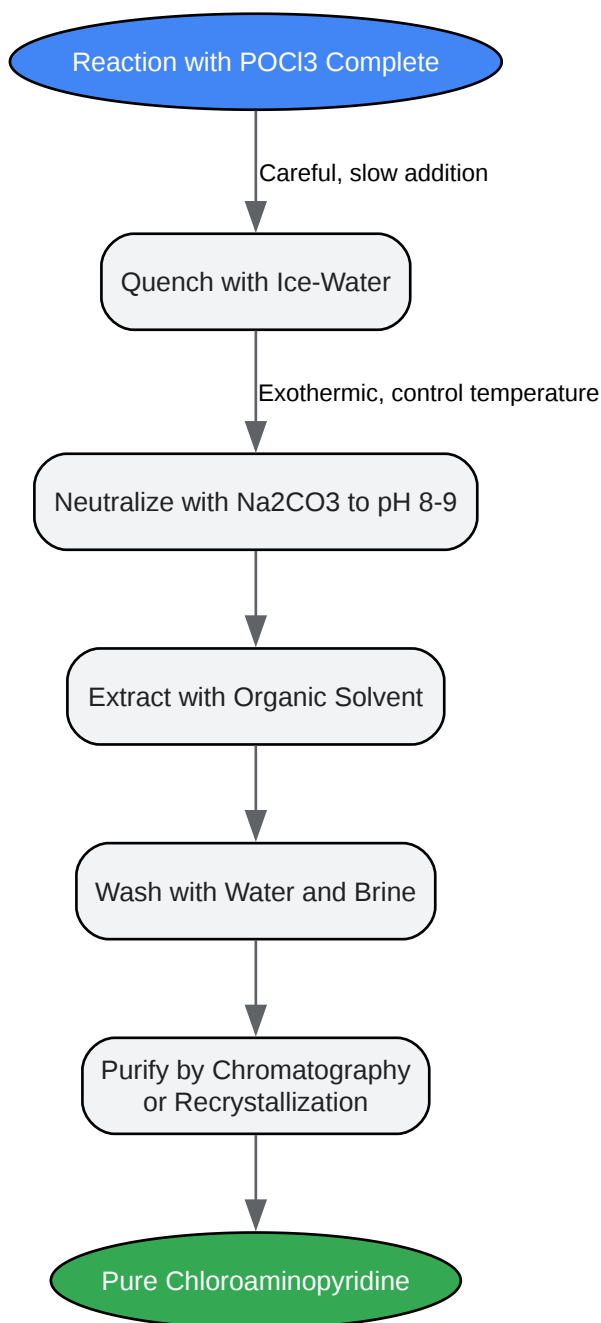 Reaction with POCl3 Complete
Careful, slow addition
Quench with Ice-Water
Exothermic, control temperature
Neutralize with Na2CO3 to pH 8-9
Extract with Organic Solvent
Wash with Water and Brine
Purify by Chromatography
or Recrystallization
Pure Chloroaminopyridine